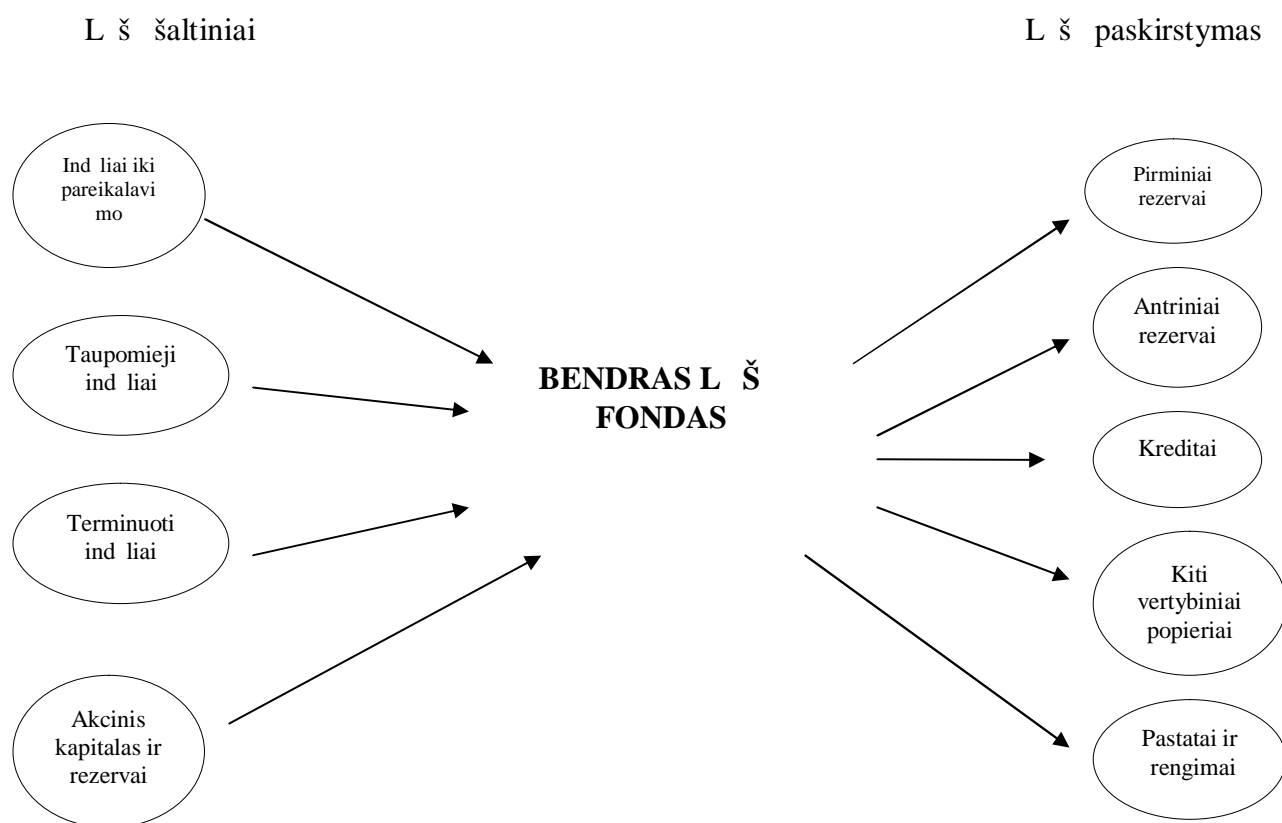 L š šaltiniai
L š paskirstymas
Ind liai iki
pareikalavi
mo
Taupomieji
ind liai
Terminuoti
ind liai
Akcinis
kapitalas ir
rezervai
BENDRAS L Š
FONDAS
Pirminiai
rezervai
Antriniai
rezervai
Kreditai
Kiti
vertybiniai
popieriai
Pastatai ir
rengimai